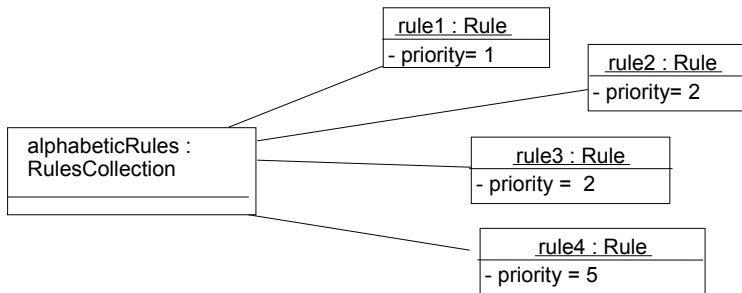 rule1 : Rule
- priority= 1
rule2 : Rule
- priority= 2
alphabeticRules :
RulesCollection
rule3 : Rule
- priority = 2
rule4 : Rule
- priority = 5